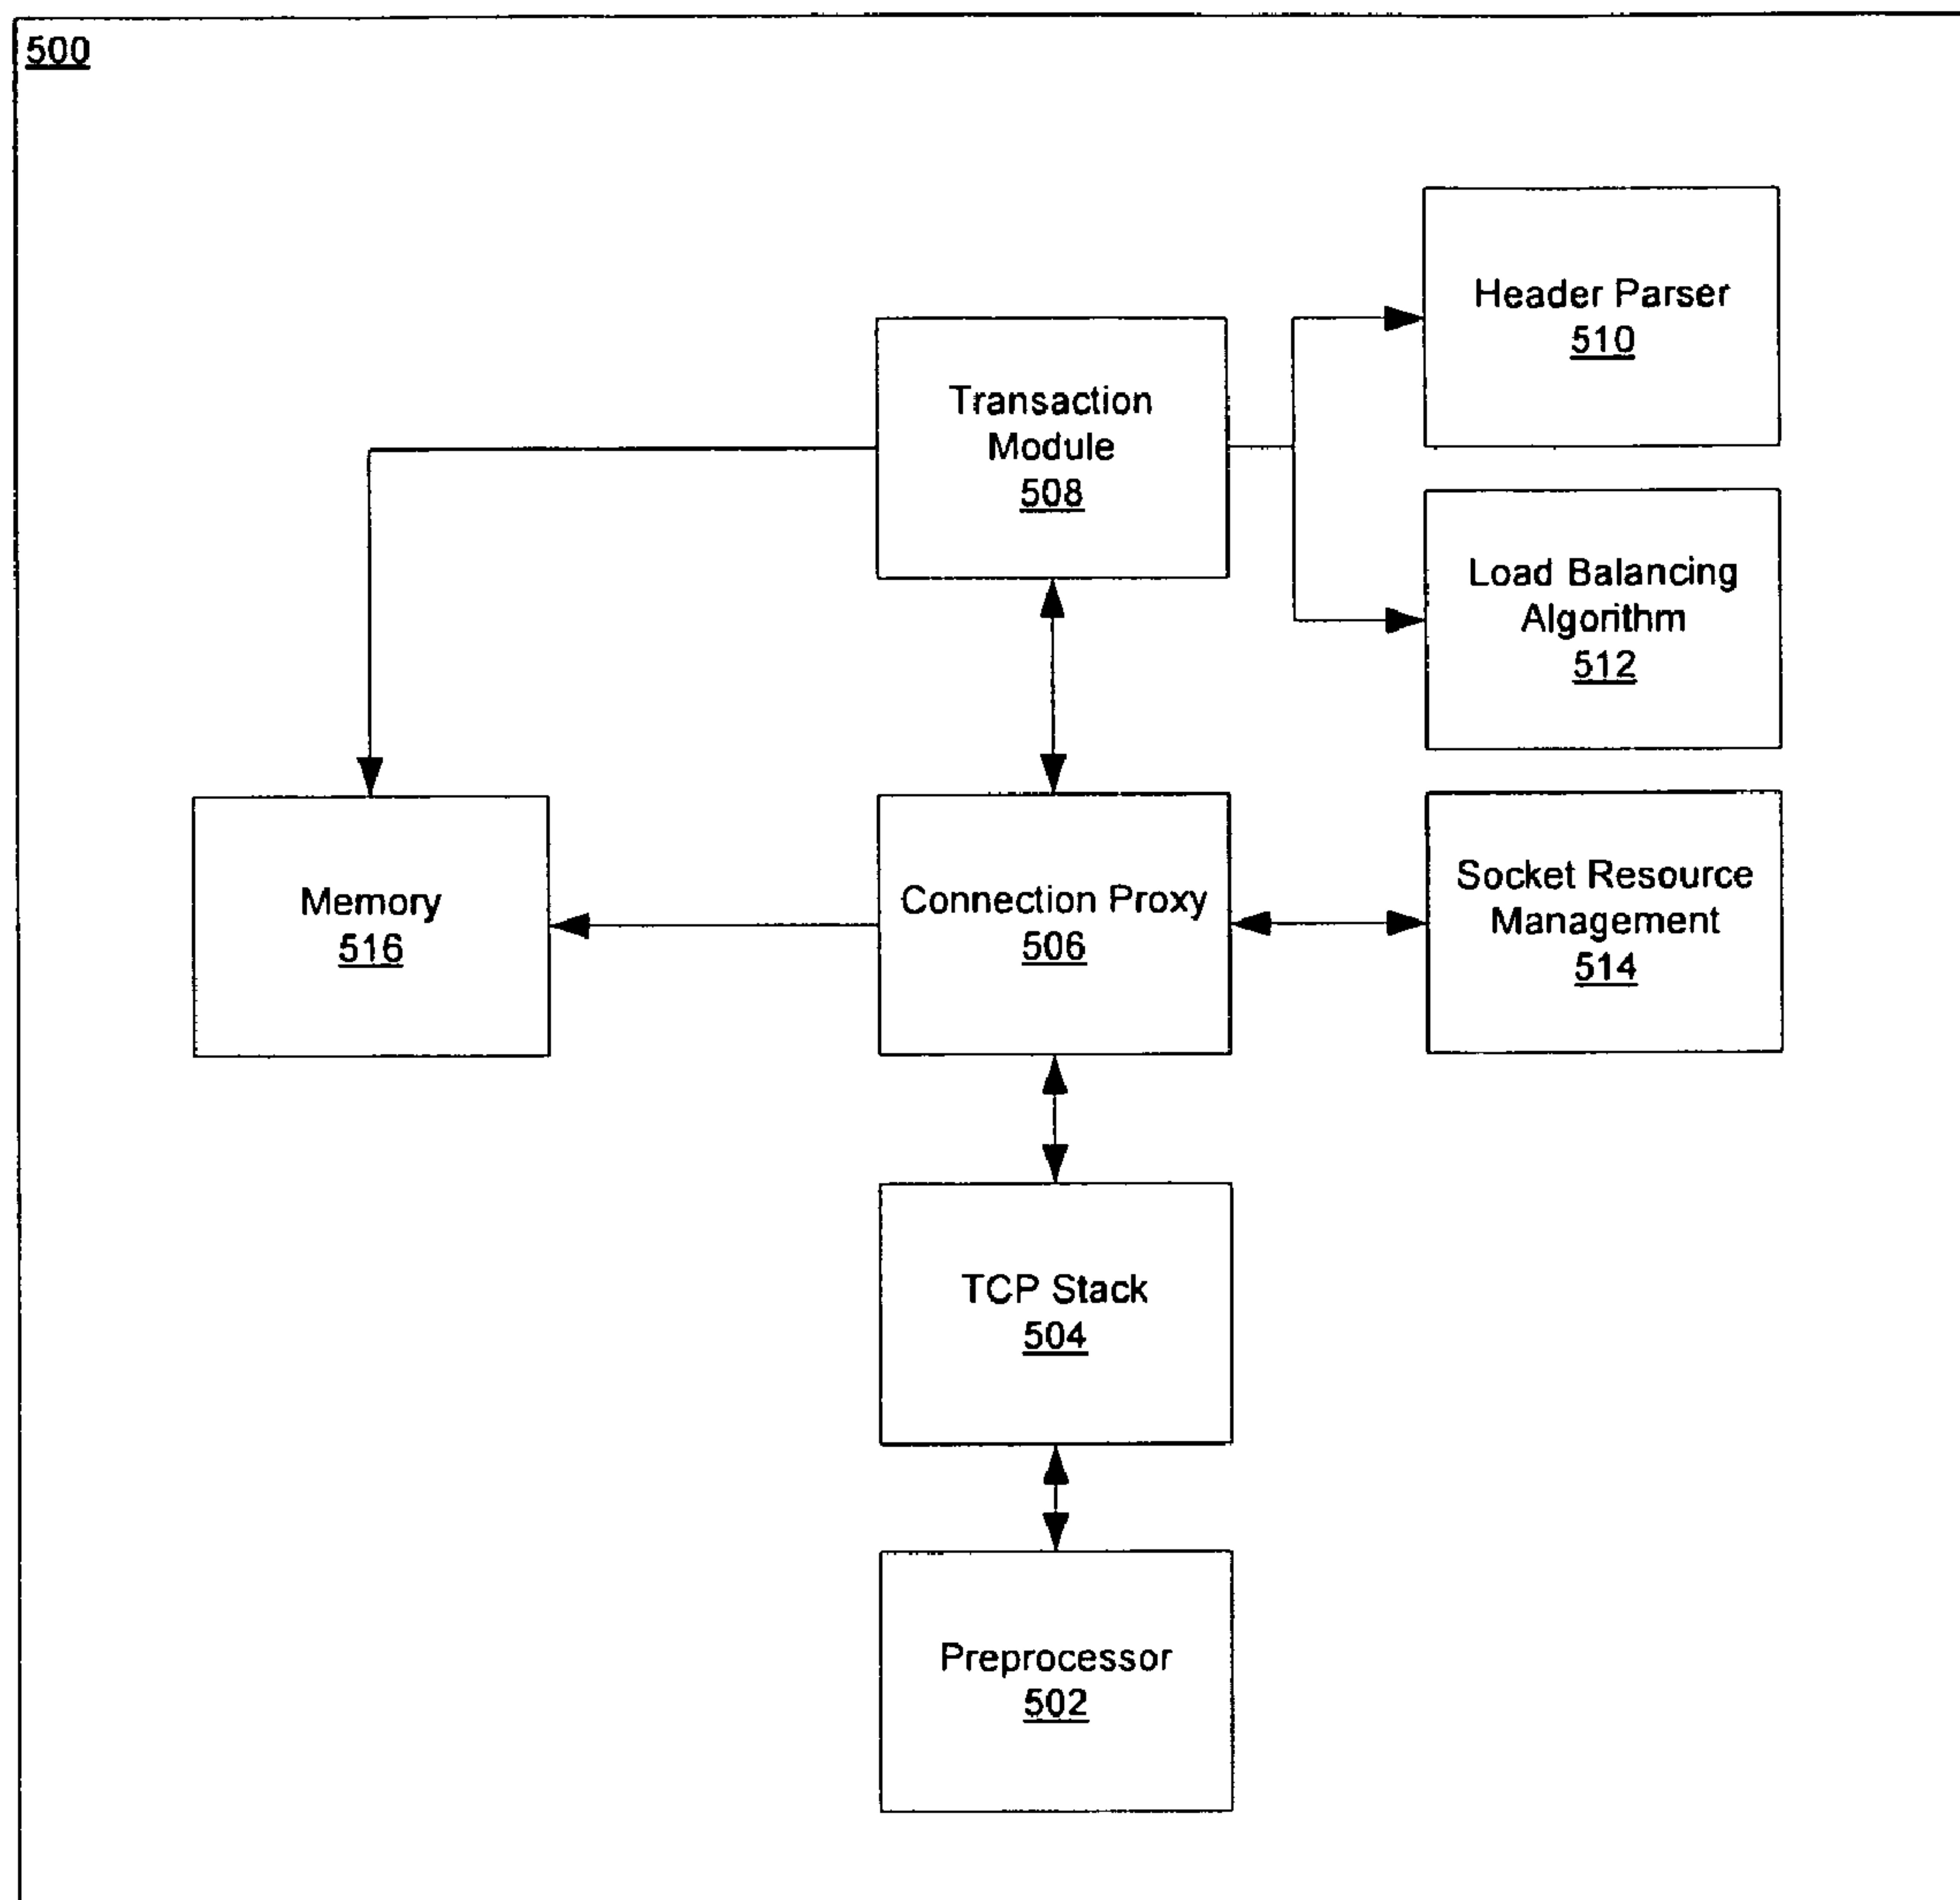 500
Header Parser
510
Transaction
Module
508
Load Balancing
Algorithm
512
Memory
516
Connection Proxy
506
Socket Resource
Management
514
TCP Stack
504
Preprocessor
502